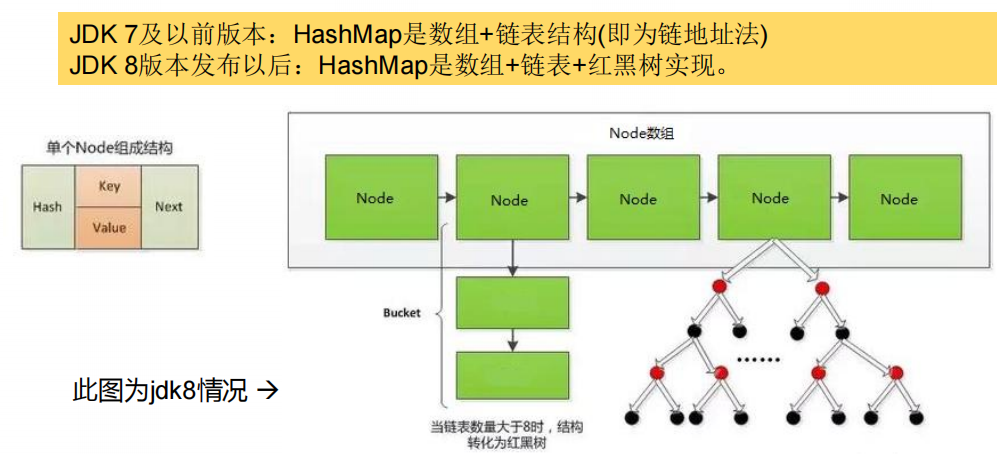 JDK 7及以前版本：HashMap是数组+链表结构(即为链地址法)
JDK 8版本发布以后：HashMap是数组+链表+红黑树实现。
单个Node组成结构
Hash
Key
Value
Next
Node数组
Node
Node
Node
Node
Node
Bucket
······
此图为jdk8情况 →
当链表数量大于8时，结构
转化为红黑树